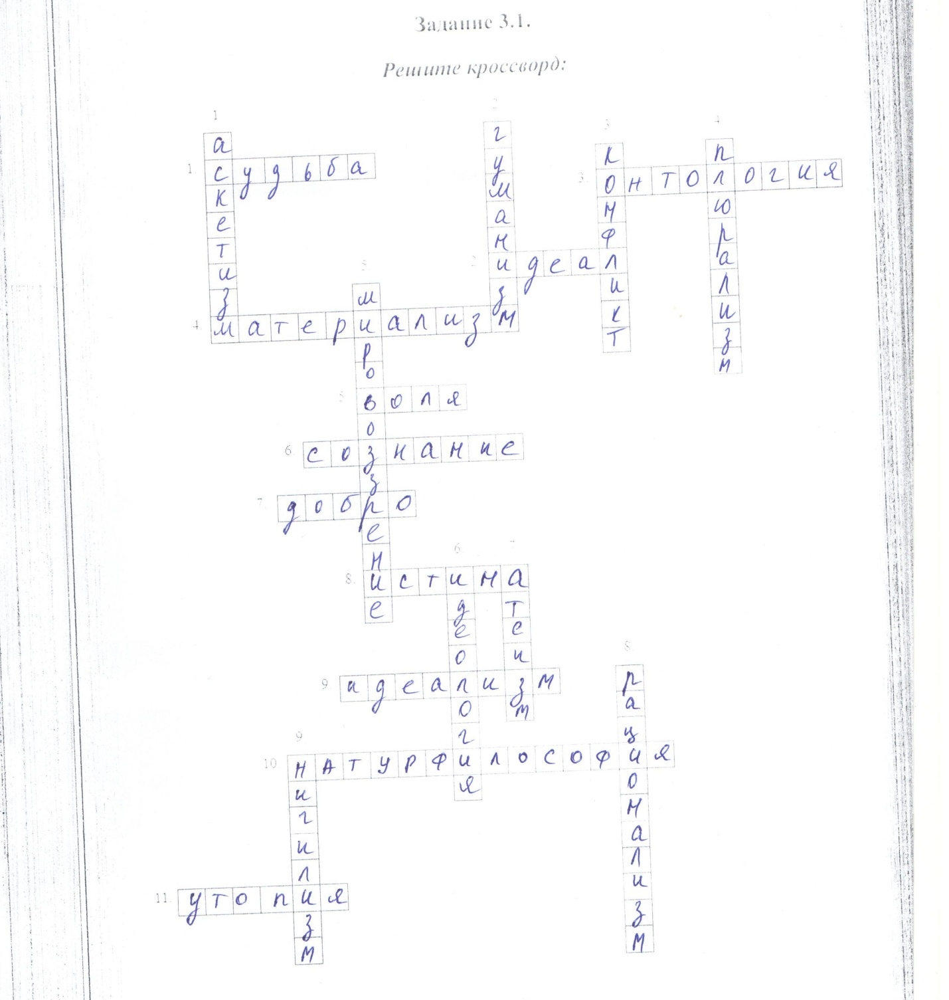 Задание 3.1.
Решите кроссворд:
1 2 3 4
аскетизм
1. судьба
гуманизм
конфликт
3. онтология
плюрализм
5 2 идеал
мировоззрение
4 материализм
5 воля
6. сознание
7. добро
6 7
8. истина
идеология
атеизм
8
9 идеализм
рационализм
9
10 натурфилософия
нигилизм
11. утопия